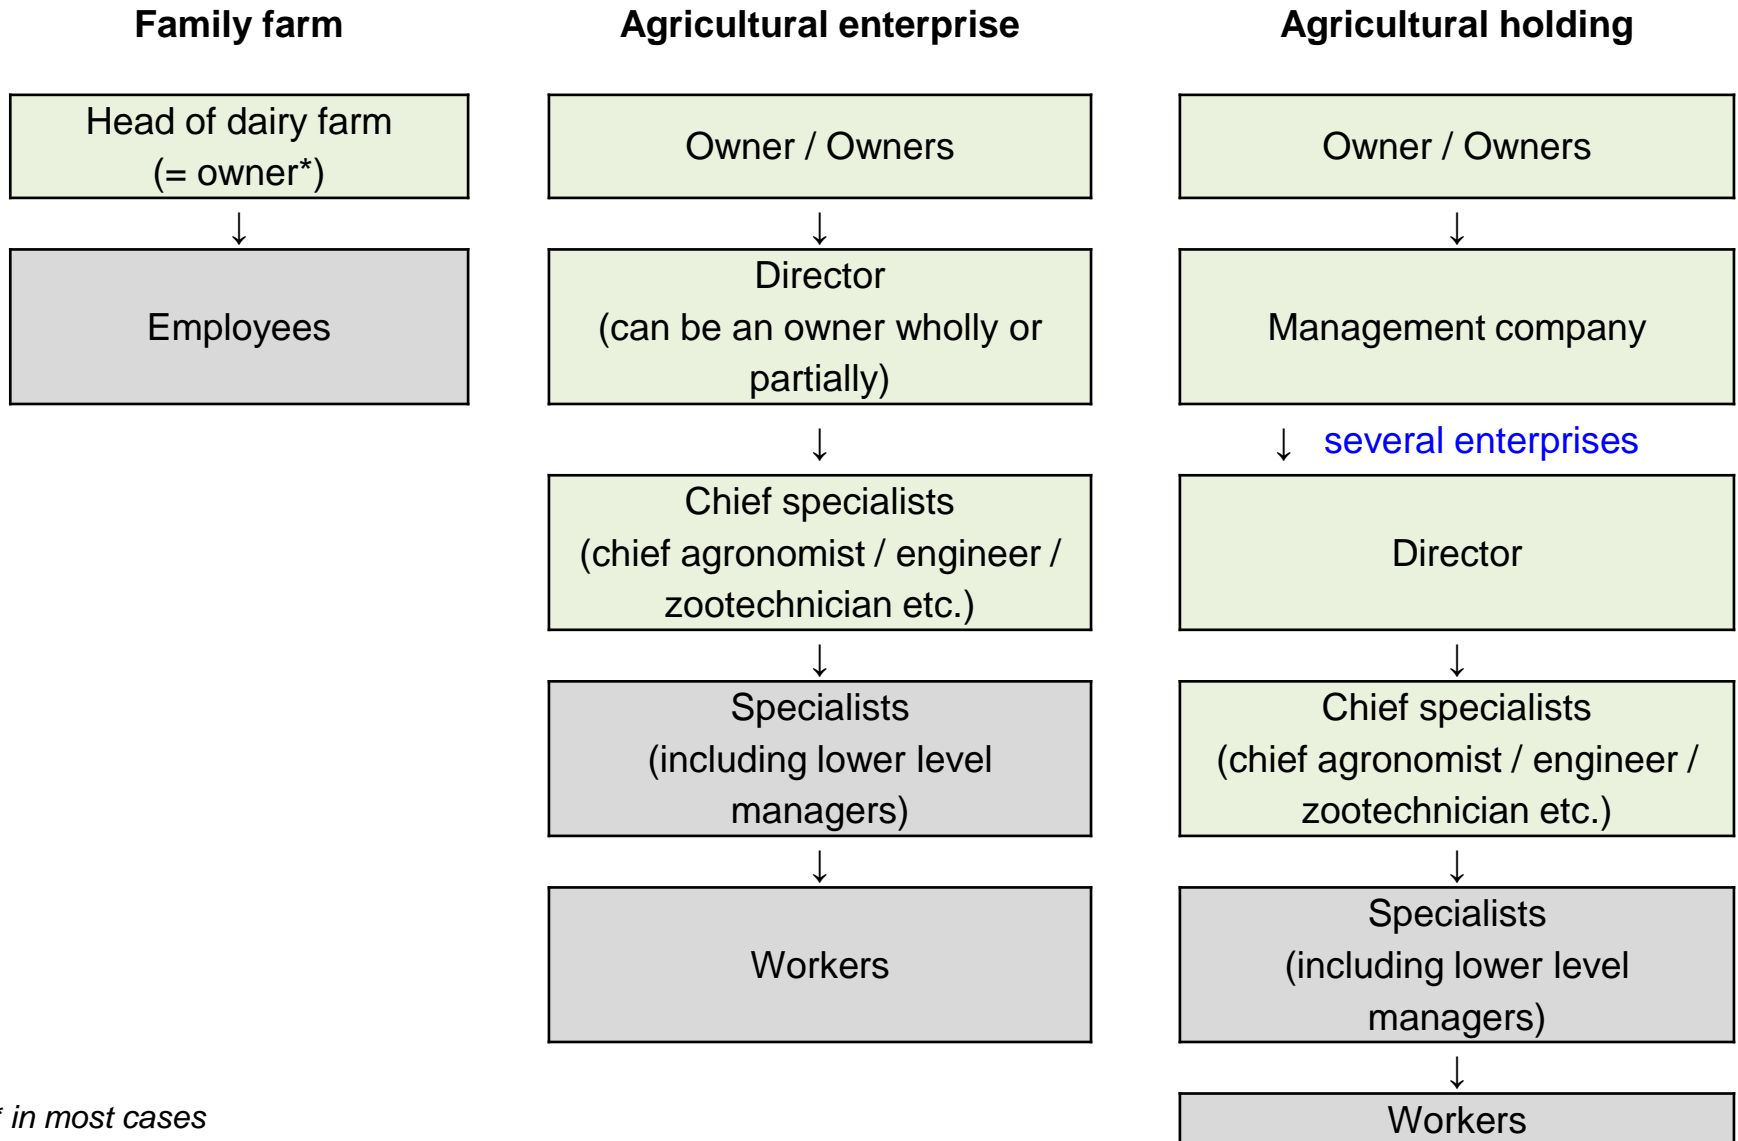 Family farm
Head of dairy farm
(= owner*)
↓
Employees
Agricultural enterprise
Owner / Owners
↓
Director
(can be an owner wholly or
partially)
↓
Chief specialists
(chief agronomist / engineer /
zootechnician etc.)
↓
Specialists
(including lower level
managers)
↓
Workers
Agricultural holding
Owner / Owners
↓
Management company
↓ several enterprises
Director
↓
Chief specialists
(chief agronomist / engineer /
zootechnician etc.)
↓
Specialists
(including lower level
managers)
↓
Workers
* in most cases